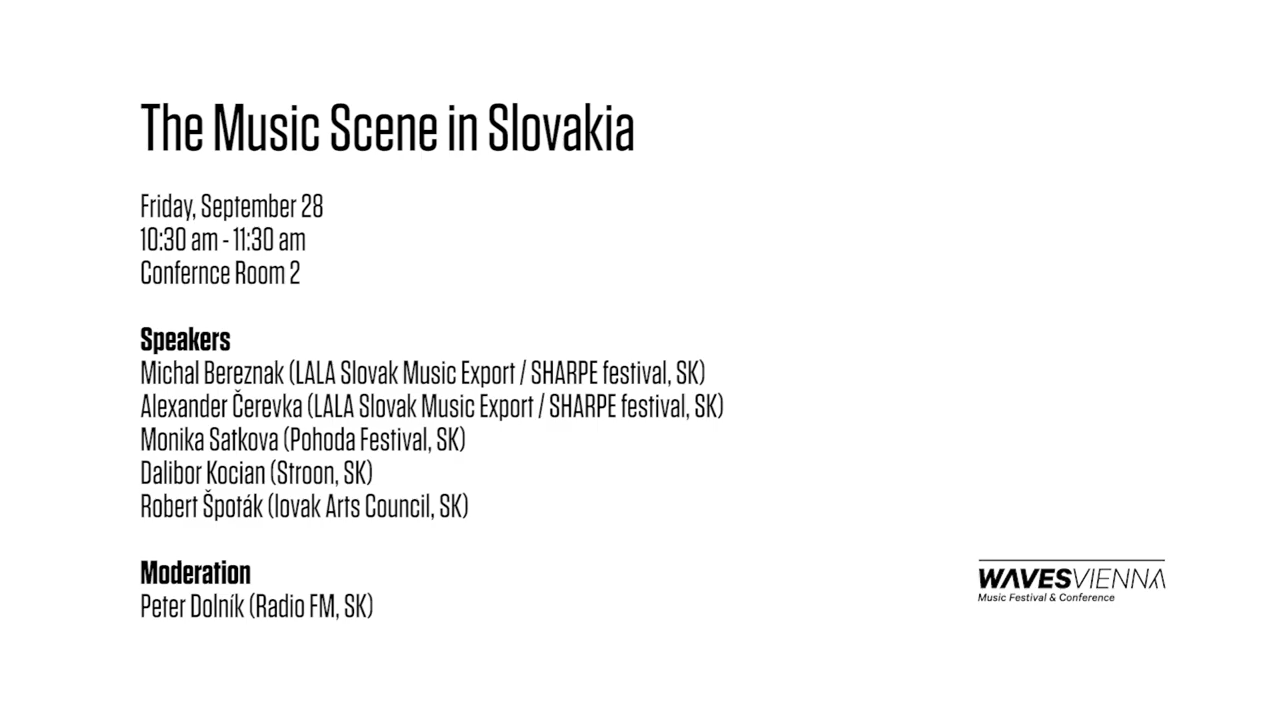 The Music Scene in Slovakia
Friday, September 28
10:30 am - 11:30 am
Confernce Room 2
Speakers
Michal Bereznak (LALA Slovak Music Export / SHARPE festival, SK)
Alexander Čerevka (LALA Slovak Music Export / SHARPE festival, SK)
Monika Satkova (Pohoda Festival, SK)
Dalibor Kocian (Stroon, SK)
Robert Špoták (lovak Arts Council, SK)
Moderation
Peter Dolník (Radio FM, SK)
WAVESVIENNA
Music Festival & Conference